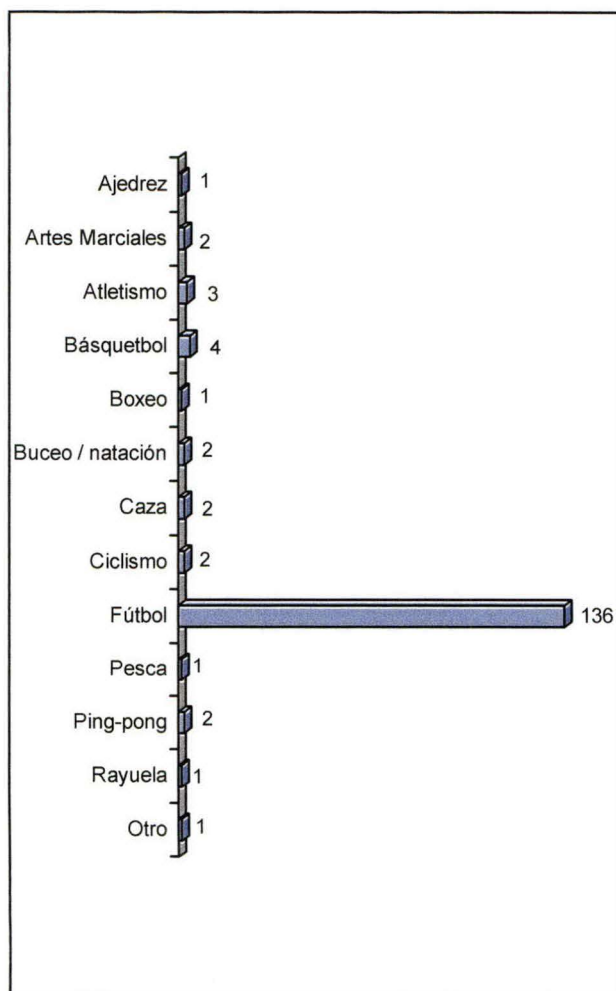 Ajedrez 1
Artes Marciales 2
Atletismo 3
Básquetbol 4
Boxeo 1
Buceo / natación 2
Caza 2
Ciclismo 2
Fútbol 136
Pesca 1
Ping-pong 2
Rayuela 1
Otro 1